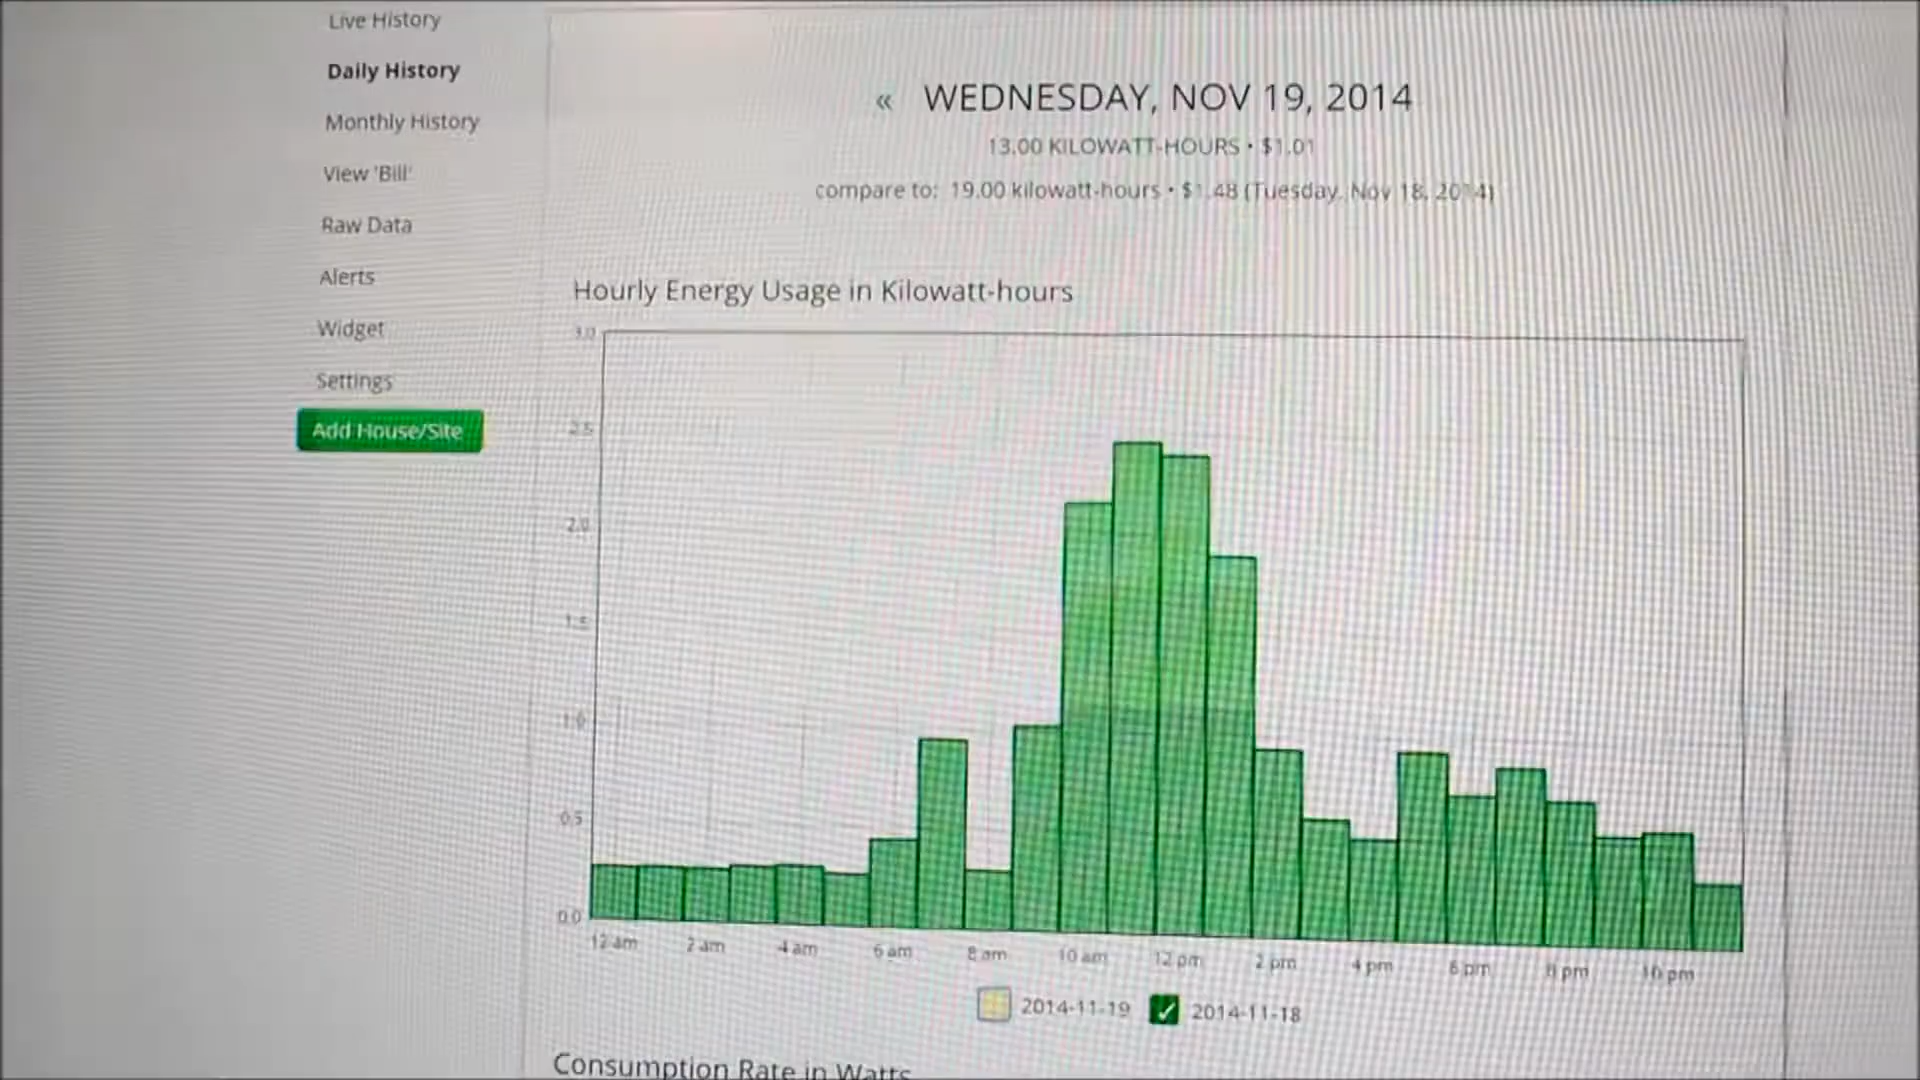 Live History
Daily History
Monthly History
View 'Bill'
Raw Data
Alerts
Widget
Settings
Add House/Site
« WEDNESDAY, NOV 19, 2014
13.00 KILOWATT-HOURS • $1.01
compare to: 19.00 kilowatt-hours • $1.48 (Tuesday, Nov 18, 2014)
Hourly Energy Usage in Kilowatt-hours
3.0
2.5
2.0
1.5
1.0
0.5
0.0
12 am 2 am 4 am 6 am 8 am 10 am 12 pm 2 pm 4 pm 6 pm 8 pm 10 pm
2014-11-19 2014-11-18
Consumption Rate in Watts